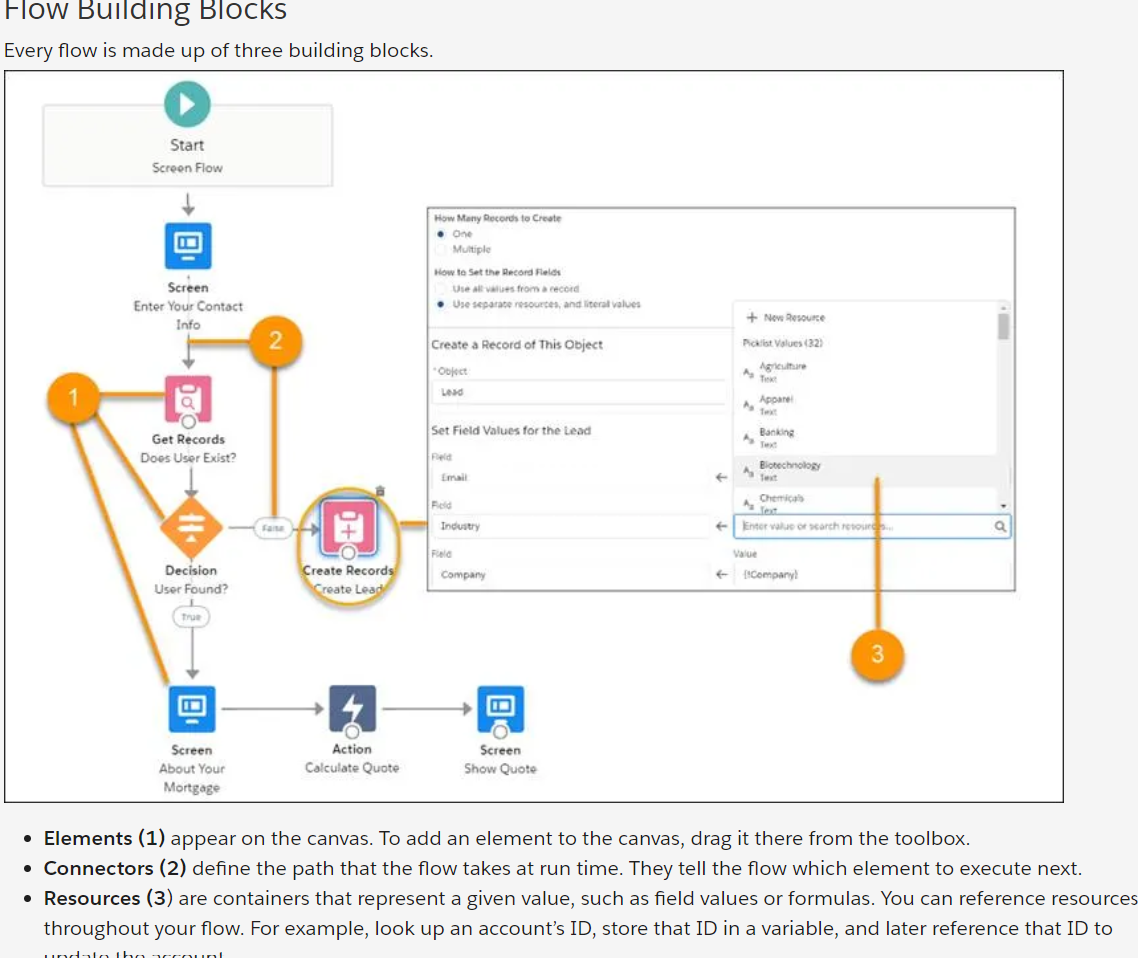 Flow Building Blocks
Every flow is made up of three building blocks.
Start
Screen Flow
Screen
Enter Your Contact
Info
2
1
Get Records
Does User Exist?
False
Decision
User Found?
True
Create Records
Create Lead
How Many Records to Create
One
Multiple
How to Set the Record Fields
Use all values from a record
Use separate resources, and literal values
Create a Record of This Object
*Object
Lead
Set Field Values for the Lead
Field
Email
Field
Industry
Field
Company
+ New Resource
Picklist Values (32)
Aa Agriculture
Text
Aa Apparel
Text
Aa Banking
Text
Aa Biotechnology
Text
Aa Chemicals
Text
Enter value or search resources...
Value
{!Company}
3
Screen
About Your
Mortgage
Action
Calculate Quote
Screen
Show Quote
• Elements (1) appear on the canvas. To add an element to the canvas, drag it there from the toolbox.
• Connectors (2) define the path that the flow takes at run time. They tell the flow which element to execute next.
• Resources (3) are containers that represent a given value, such as field values or formulas. You can reference resources
throughout your flow. For example, look up an account's ID, store that ID in a variable, and later reference that ID to
update the account.